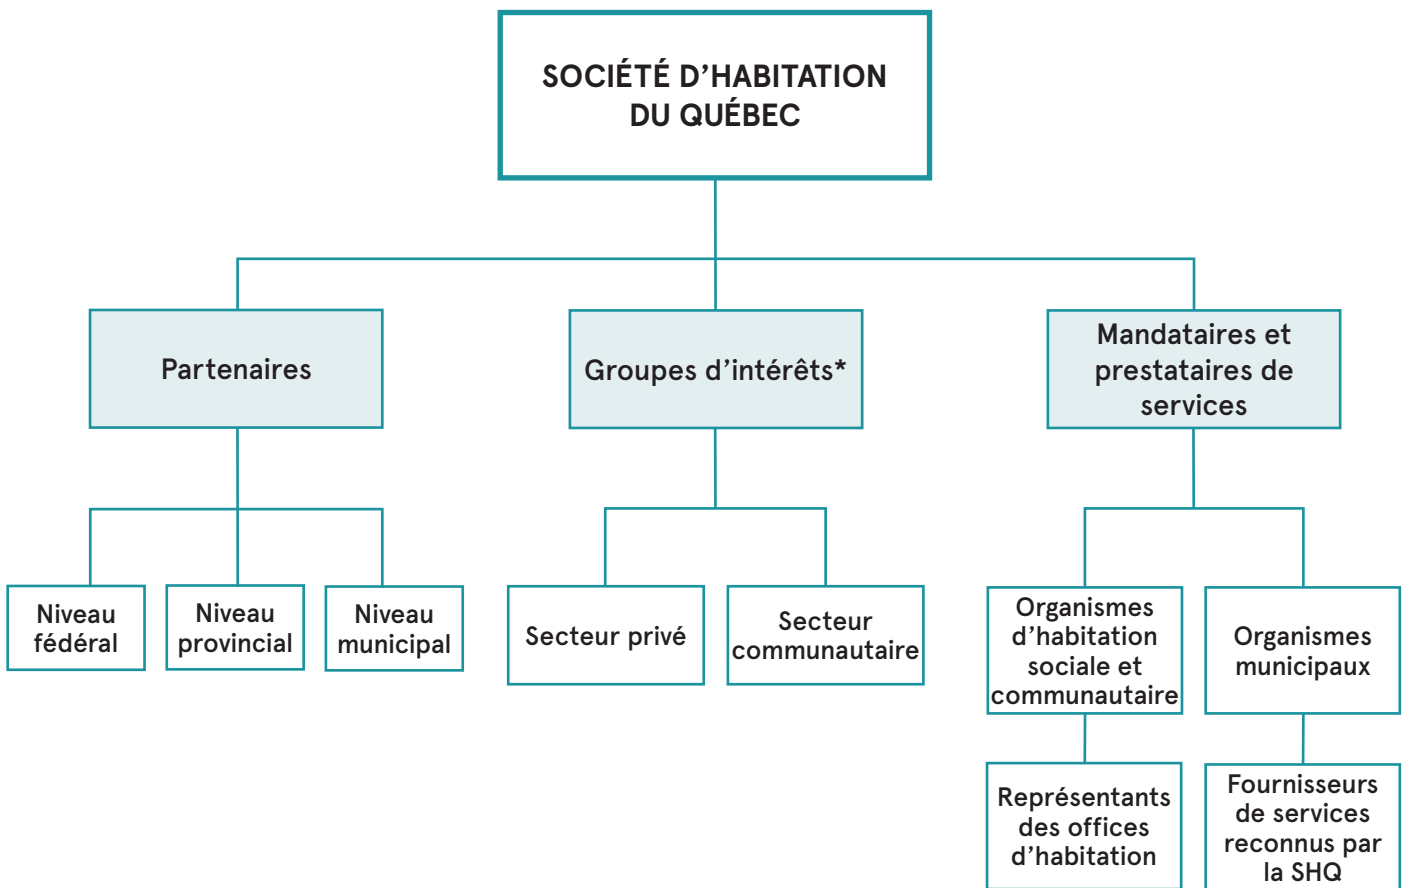 SOCIÉTÉ D’HABITATION
DU QUÉBEC
Partenaires
Groupes d’intérêts*
Mandataires et
prestataires de
services
Niveau
fédéral
Niveau
provincial
Niveau
municipal
Secteur privé
Secteur
communautaire
Organismes
d’habitation
sociale et
communautaire
Organismes
municipaux
Représentants
des offices
d’habitation
Fournisseurs
de services
reconnus par
la SHQ